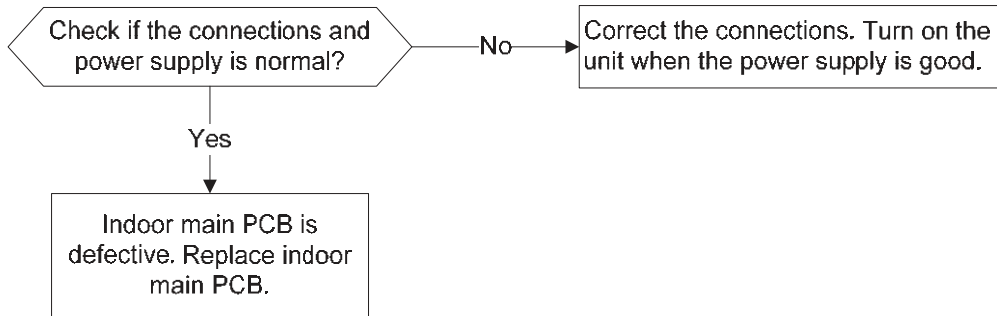 Check if the connections and
power supply is normal?
No
Correct the connections. Turn on the
unit when the power supply is good.
Yes
Indoor main PCB is
defective. Replace indoor
main PCB.